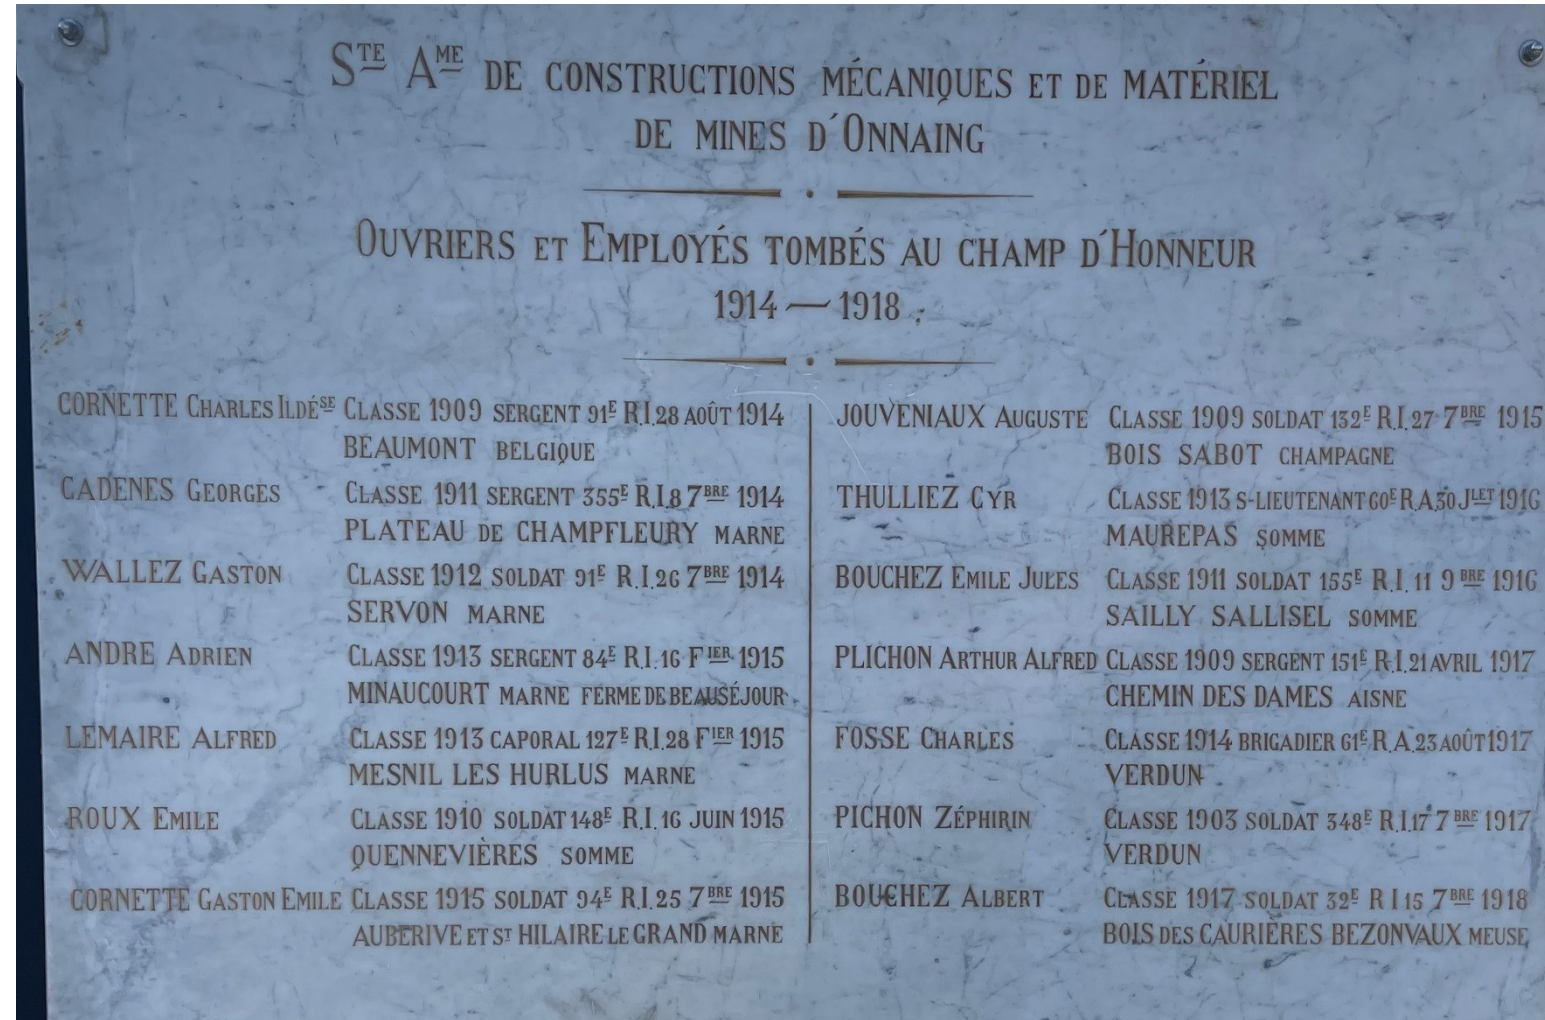 STE AME DE CONSTRUCTIONS MÉCANIQUES ET DE MATÉRIEL
DE MINES D'ONNAING
OUVRIERS ET EMPLOYÉS TOMBÉS AU CHAMP D'HONNEUR
1914 — 1918
CORNETTE CHARLES ILDÉSE CLASSE 1909 SERGENT 91E R.I. 28 AOÛT 1914
BEAUMONT BELGIQUE
CADENES GEORGES CLASSE 1911 SERGENT 355E R.I. 8 7BRE 1914
PLATEAU DE CHAMPFLEURY MARNE
WALLEZ GASTON CLASSE 1912 SOLDAT 91E R.I. 26 7BRE 1914
SERVON MARNE
ANDRE ADRIEN CLASSE 1913 SERGENT 84E R.I. 16 FIER 1915
MINAUCOURT MARNE FERME DE BEAUSÉJOUR
LEMAIRE ALFRED CLASSE 1913 CAPORAL 127E R.I. 28 FIER 1915
MESNIL LES HURLUS MARNE
ROUX EMILE CLASSE 1910 SOLDAT 148E R.I. 16 JUIN 1915
QUENNEVIÈRES SOMME
CORNETTE GASTON EMILE CLASSE 1915 SOLDAT 94E R.I. 25 7BRE 1915
AUBERIVE ET ST HILAIRE LE GRAND MARNE
JOUVENIAUX AUGUSTE CLASSE 1909 SOLDAT 132E R.I. 27 7BRE 1915
BOIS SABOT CHAMPAGNE
THULLIEZ CYR CLASSE 1913 S-LIEUTENANT 60E R.A. 30 JLET 1916
MAUREPAS SOMME
BOUCHEZ EMILE JULES CLASSE 1911 SOLDAT 155E R.I. 11 9BRE 1916
SAILLY SALLISEL SOMME
PLICHON ARTHUR ALFRED CLASSE 1909 SERGENT 151E R.I. 21 AVRIL 1917
CHEMIN DES DAMES AISNE
FOSSE CHARLES CLASSE 1914 BRIGADIER 61E R.A. 23 AOÛT 1917
VERDUN
PICHON ZÉPHIRIN CLASSE 1903 SOLDAT 348E R.I. 17 7BRE 1917
VERDUN
BOUCHEZ ALBERT CLASSE 1917 SOLDAT 32E R I 15 7BRE 1918
BOIS DES CAURIÈRES BEZONVAUX MEUSE